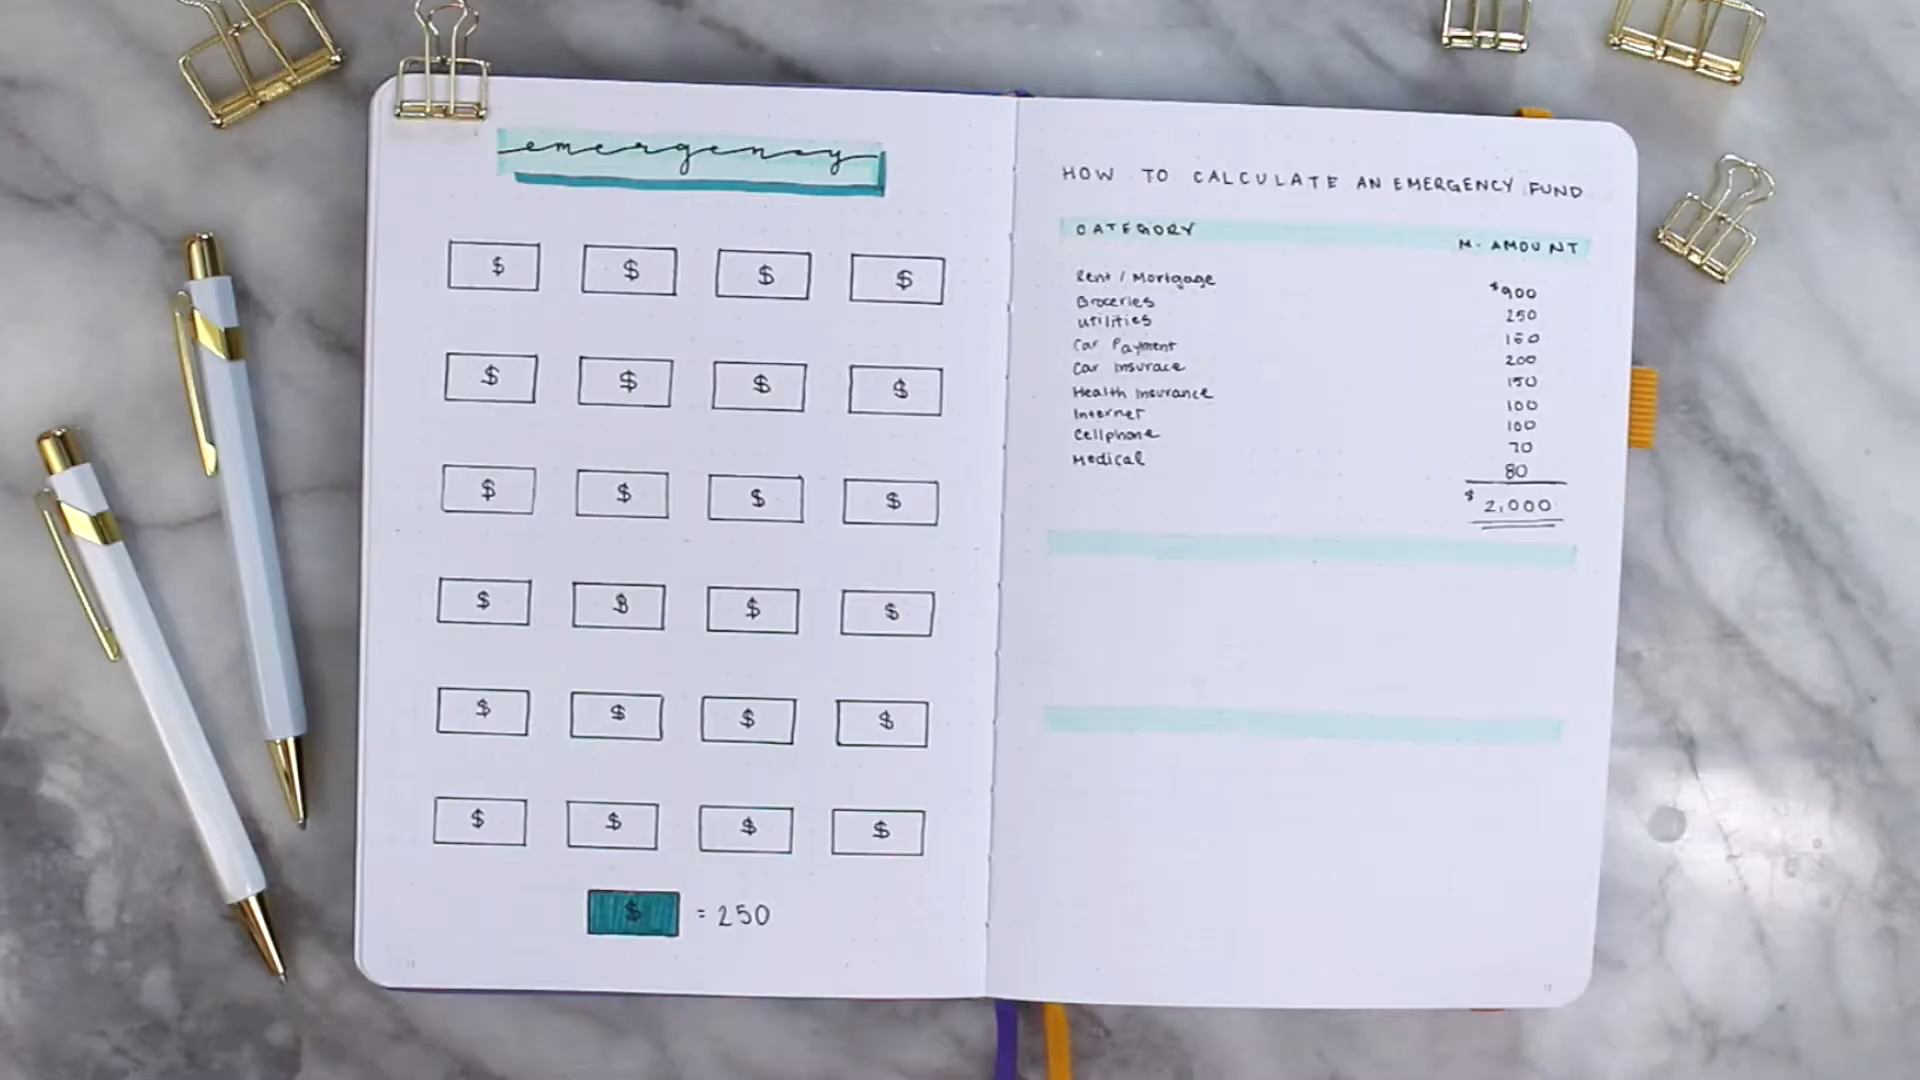 emergency
$ $ $ $
$ $ $ $
$ $ $ $
$ $ $ $
$ $ $ $
$ $ $ $
$ = 250
HOW TO CALCULATE AN EMERGENCY FUND
CATEGORY M. AMOUNT
Rent / Mortgage $900
Groceries 250
Utilities 150
Car Payment 200
Car Insurace 150
Health Insurance 100
Internet 100
Cellphone 70
Medical 80
$ 2,000